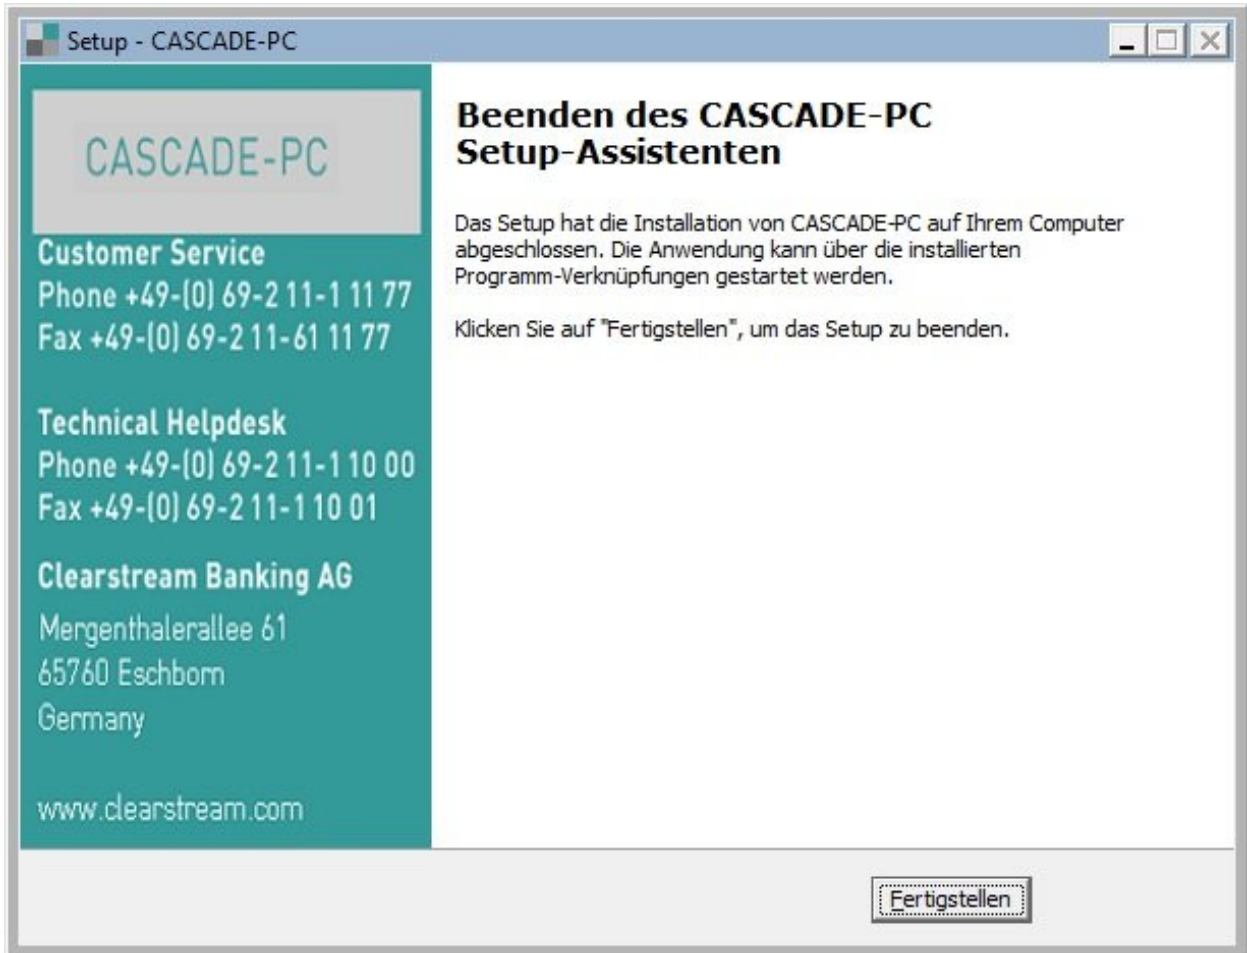 Setup - CASCADE-PC
CASCADE-PC
Customer Service
Phone +49-(0) 69-2 11-1 11 77
Fax +49-(0) 69-2 11-61 11 77
Technical Helpdesk
Phone +49-(0) 69-2 11-1 10 00
Fax +49-(0) 69-2 11-1 10 01
Clearstream Banking AG
Mergenthalerallee 61
65760 Eschborn
Germany
www.clearstream.com
Beenden des CASCADE-PC
Setup-Assistenten
Das Setup hat die Installation von CASCADE-PC auf Ihrem Computer
abgeschlossen. Die Anwendung kann über die installierten
Programm-Verknüpfungen gestartet werden.
Klicken Sie auf "Fertigstellen", um das Setup zu beenden.
Fertigstellen